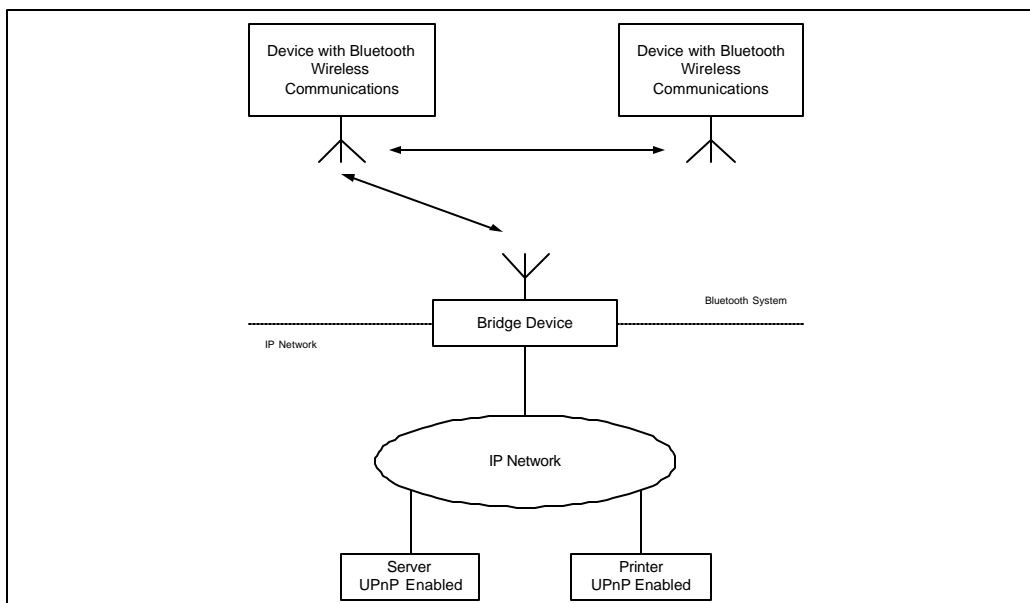 Device with Bluetooth
Wireless
Communications
Device with Bluetooth
Wireless
Communications
Bluetooth System
Bridge Device
IP Network
IP Network
Server
UPnP Enabled
Printer
UPnP Enabled